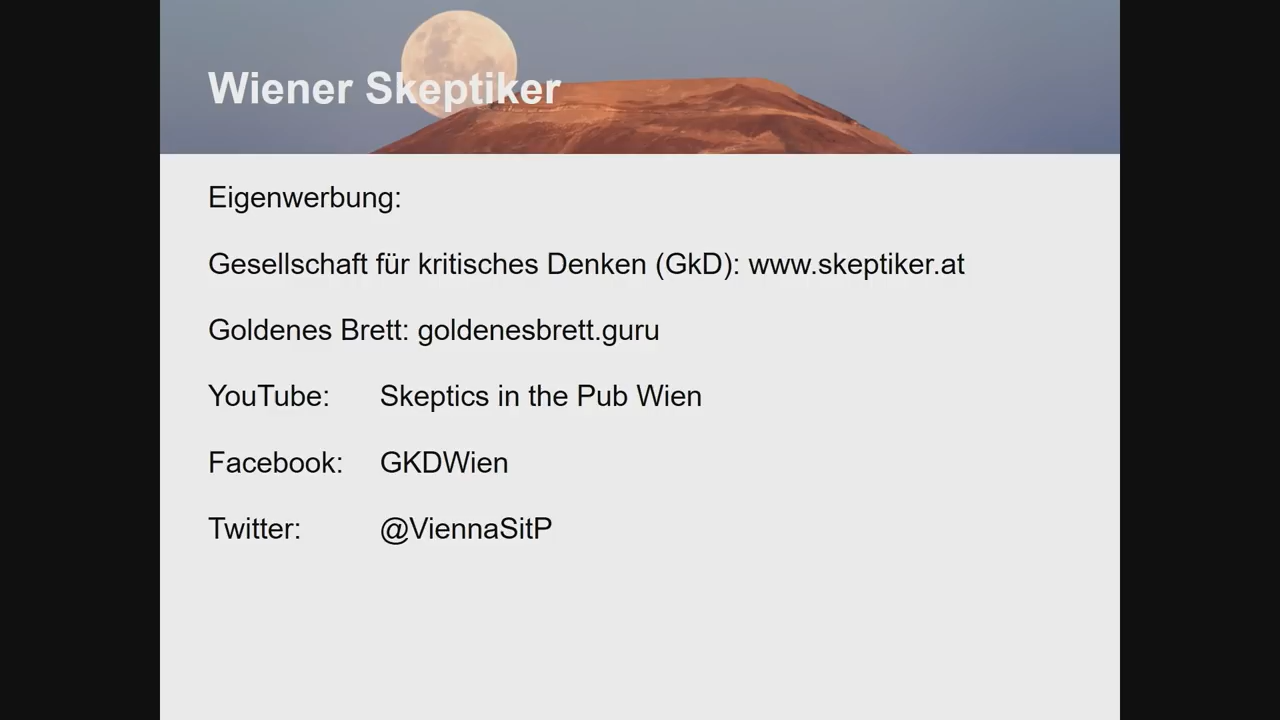 Wiener Skeptiker
Eigenwerbung:
Gesellschaft für kritisches Denken (GkD): www.skeptiker.at
Goldenes Brett: goldenesbrett.guru
YouTube: Skeptics in the Pub Wien
Facebook: GKDWien
Twitter: @ViennaSitP